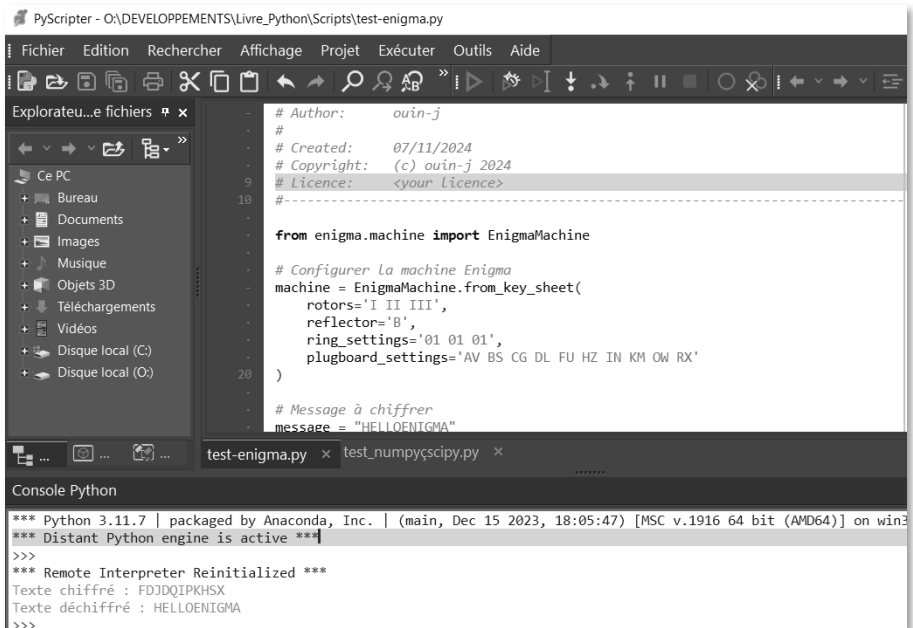 PyScripter - O:\DEVELOPPEMENTS\Livre_Python\Scripts\test-enigma.py
Fichier Edition Rechercher Affichage Projet Exécuter Outils Aide
Explorateu...e fichiers
Ce PC
Bureau
Documents
Images
Musique
Objets 3D
Téléchargements
Vidéos
Disque local (C:)
Disque local (O:)
# Author: ouin-j
#
# Created: 07/11/2024
# Copyright: (c) ouin-j 2024
9 # Licence: <your licence>
10 #-------------------------------------------------------------------------------
from enigma.machine import EnigmaMachine
# Configurer la machine Enigma
machine = EnigmaMachine.from_key_sheet(
rotors='I II III',
reflector='B',
ring_settings='01 01 01',
plugboard_settings='AV BS CG DL FU HZ IN KM OW RX'
20 )
# Message à chiffrer
message = "HELLOENIGMA"
... ... ...
test-enigma.py × test_numpyçscipy.py ×
Console Python
*** Python 3.11.7 | packaged by Anaconda, Inc. | (main, Dec 15 2023, 18:05:47) [MSC v.1916 64 bit (AMD64)] on win3
*** Distant Python engine is active ***
>>>
*** Remote Interpreter Reinitialized ***
Texte chiffré : FDJDQIPKHSX
Texte déchiffré : HELLOENIGMA
>>>